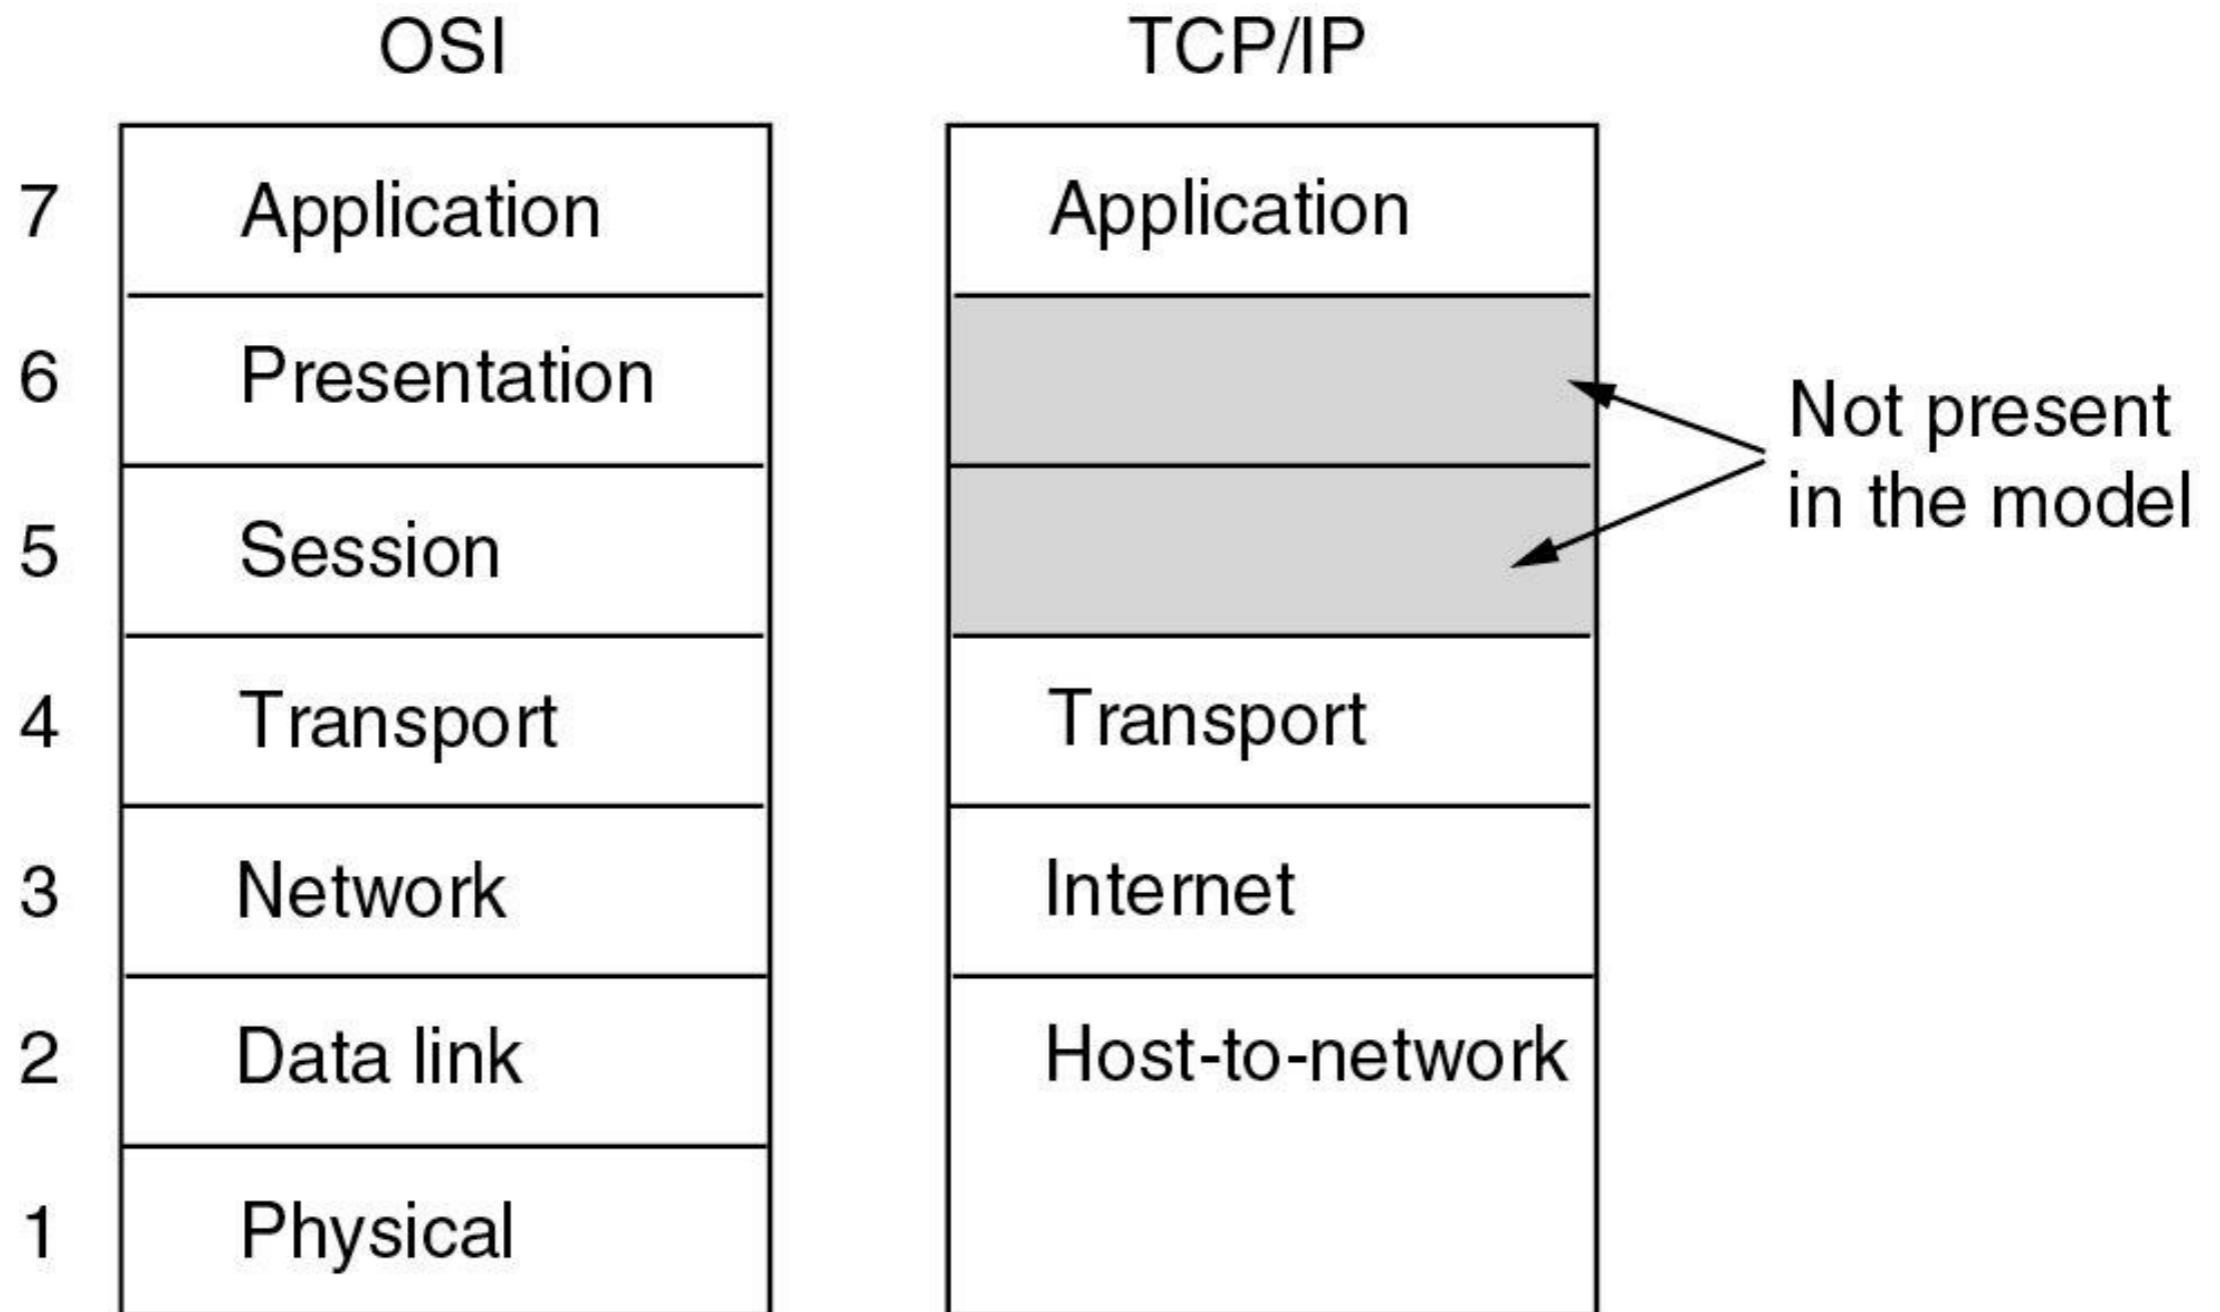 OSI
TCP/IP
7 Application Application
6 Presentation
5 Session
Not present
in the model
4 Transport Transport
3 Network Internet
2 Data link Host-to-network
1 Physical